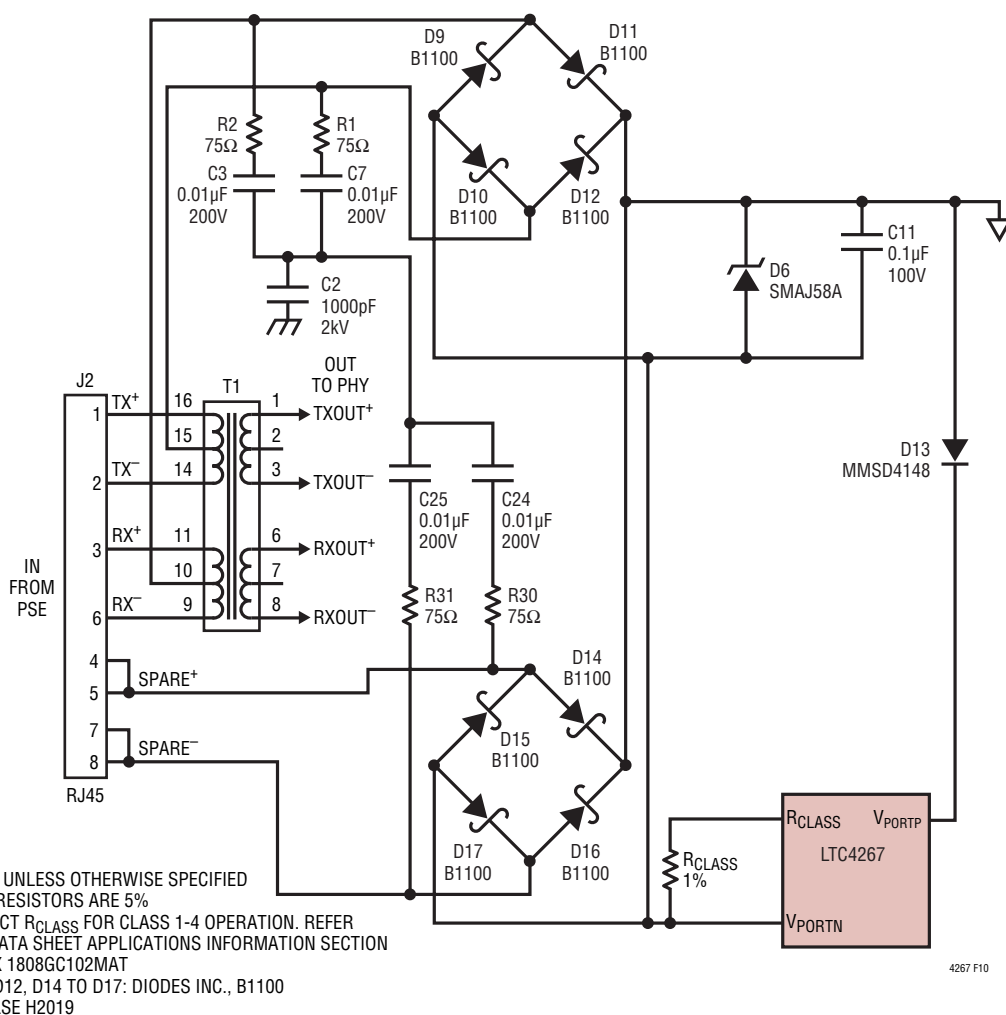 D9
B1100
D11
B1100
R2
75Ω
R1
75Ω
C3
0.01µF
200V
C7
0.01µF
200V
D10
B1100
D12
B1100
C11
0.1µF
100V
D6
SMAJ58A
C2
1000pF
2kV
J2
T1
OUT
TO PHY
1 TX+ 16 1 TXOUT+
15 2
2 TX− 14 3 TXOUT−
3 RX+ 11 6 RXOUT+
10 7
6 RX− 9 8 RXOUT−
IN
FROM
PSE
4
5 SPARE+
7
8 SPARE−
RJ45
C25
0.01µF
200V
C24
0.01µF
200V
R31
75Ω
R30
75Ω
D13
MMSD4148
D14
B1100
D15
B1100
D17
B1100
D16
B1100
RCLASS
1%
RCLASS VPORTP
LTC4267
VPORTN
UNLESS OTHERWISE SPECIFIED
RESISTORS ARE 5%
CT RCLASS FOR CLASS 1-4 OPERATION. REFER
ATA SHEET APPLICATIONS INFORMATION SECTION
1808GC102MAT
D12, D14 TO D17: DIODES INC., B1100
SE H2019
4267 F10